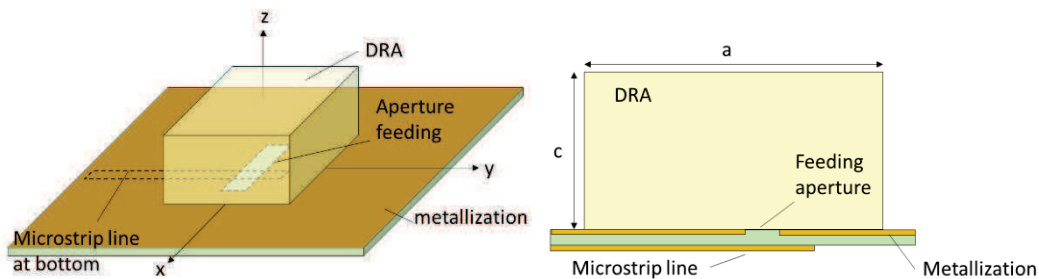 z
DRA
Aperture
feeding
y
metallization
Microstrip line
at bottom
x
a
DRA
c
Feeding
aperture
Microstrip line
Metallization